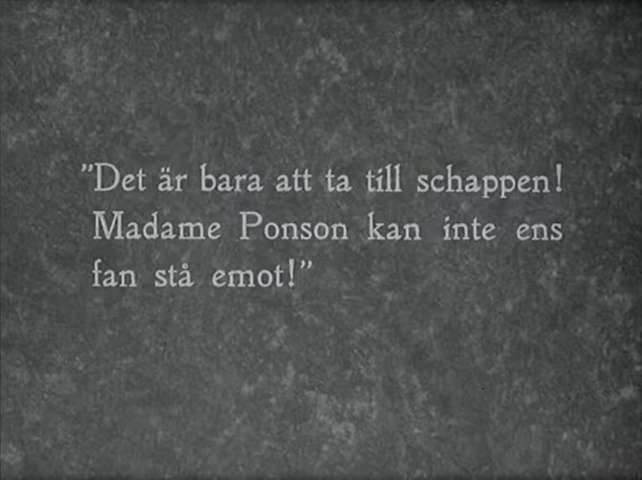 "Det är bara att ta till schappen!
Madame Ponson kan inte ens
fan stå emot!"